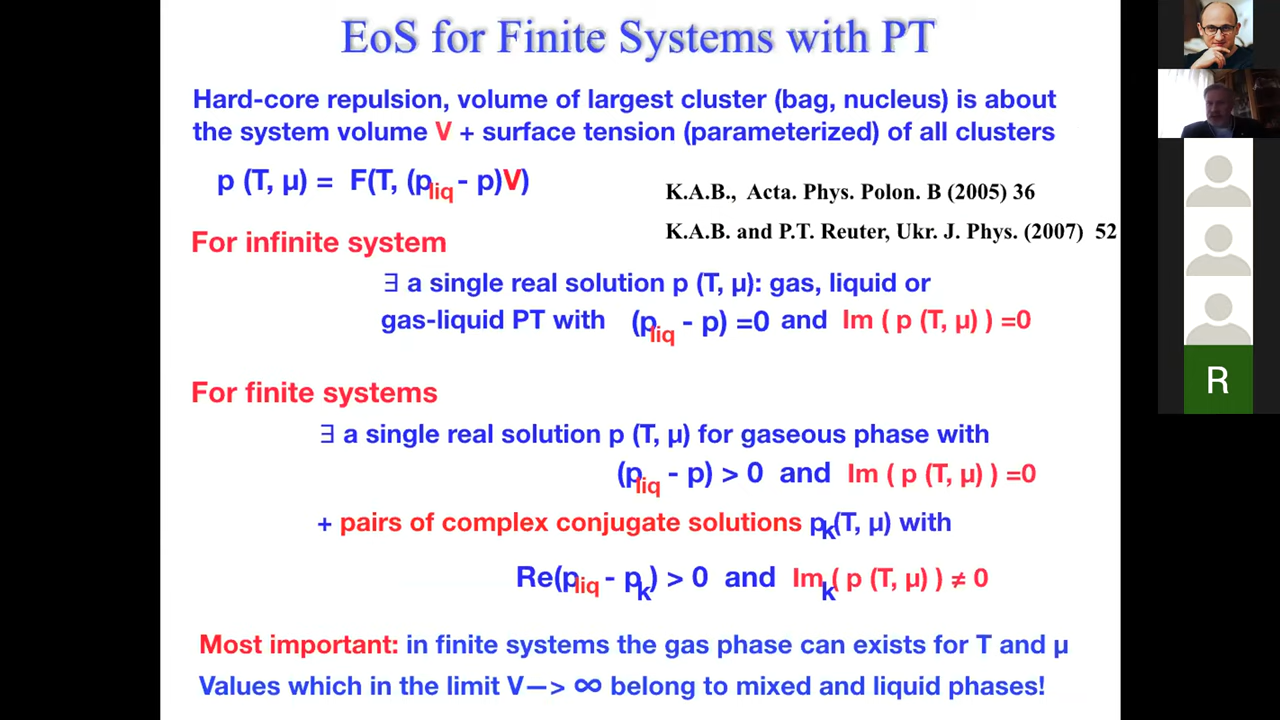 EoS for Finite Systems with PT
Hard-core repulsion, volume of largest cluster (bag, nucleus) is about
the system volume V + surface tension (parameterized) of all clusters
p (T, μ) = F(T, (pliq - p)V)
K.A.B., Acta. Phys. Polon. B (2005) 36
K.A.B. and P.T. Reuter, Ukr. J. Phys. (2007) 52
For infinite system
∃ a single real solution p (T, μ): gas, liquid or
gas-liquid PT with (pliq - p) =0 and Im ( p (T, μ) ) =0
For finite systems
∃ a single real solution p (T, μ) for gaseous phase with
(pliq - p) > 0 and Im ( p (T, μ) ) =0
+ pairs of complex conjugate solutions pk(T, μ) with
Re(pliq - pk) > 0 and Imk( p (T, μ) ) ≠ 0
Most important: in finite systems the gas phase can exists for T and μ
Values which in the limit V—> ∞ belong to mixed and liquid phases!
R